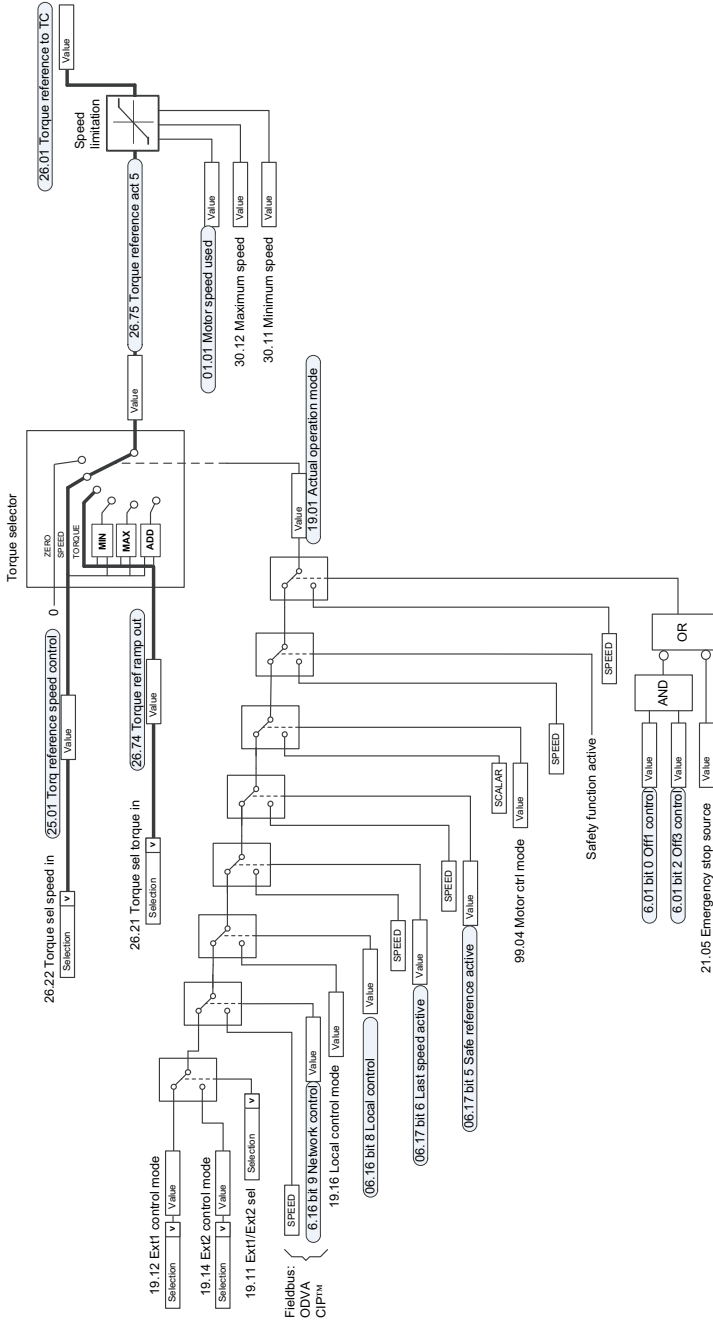 Torque selector
26.22 Torque sel speed in
Selection
v
25.01 Torq reference speed control
Value
0
ZERO
SPEED
TORQUE
MIN
MAX
ADD
26.21 Torque sel torque in
Selection
v
26.74 Torque ref ramp out
Value
Value
26.75 Torque reference act 5
Speed
limitation
26.01 Torque reference to TC
Value
01.01 Motor speed used
Value
30.12 Maximum speed
Value
30.11 Minimum speed
Value
19.01 Actual operation mode
Value
19.12 Ext1 control mode
Selection
v
Value
19.14 Ext2 control mode
Selection
v
Value
19.11 Ext1/Ext2 sel
Selection
v
Fieldbus:
ODVA
CIP™
SPEED
6.16 bit 9 Network control
Value
19.16 Local control mode
Value
06.16 bit 8 Local control
Value
SPEED
06.17 bit 6 Last speed active
Value
SPEED
06.17 bit 5 Safe reference active
Value
SCALAR
99.04 Motor ctrl mode
Value
SPEED
Safety function active
SPEED
6.01 bit 0 Off1 control
Value
6.01 bit 2 Off3 control
Value
AND
OR
21.05 Emergency stop source
Value